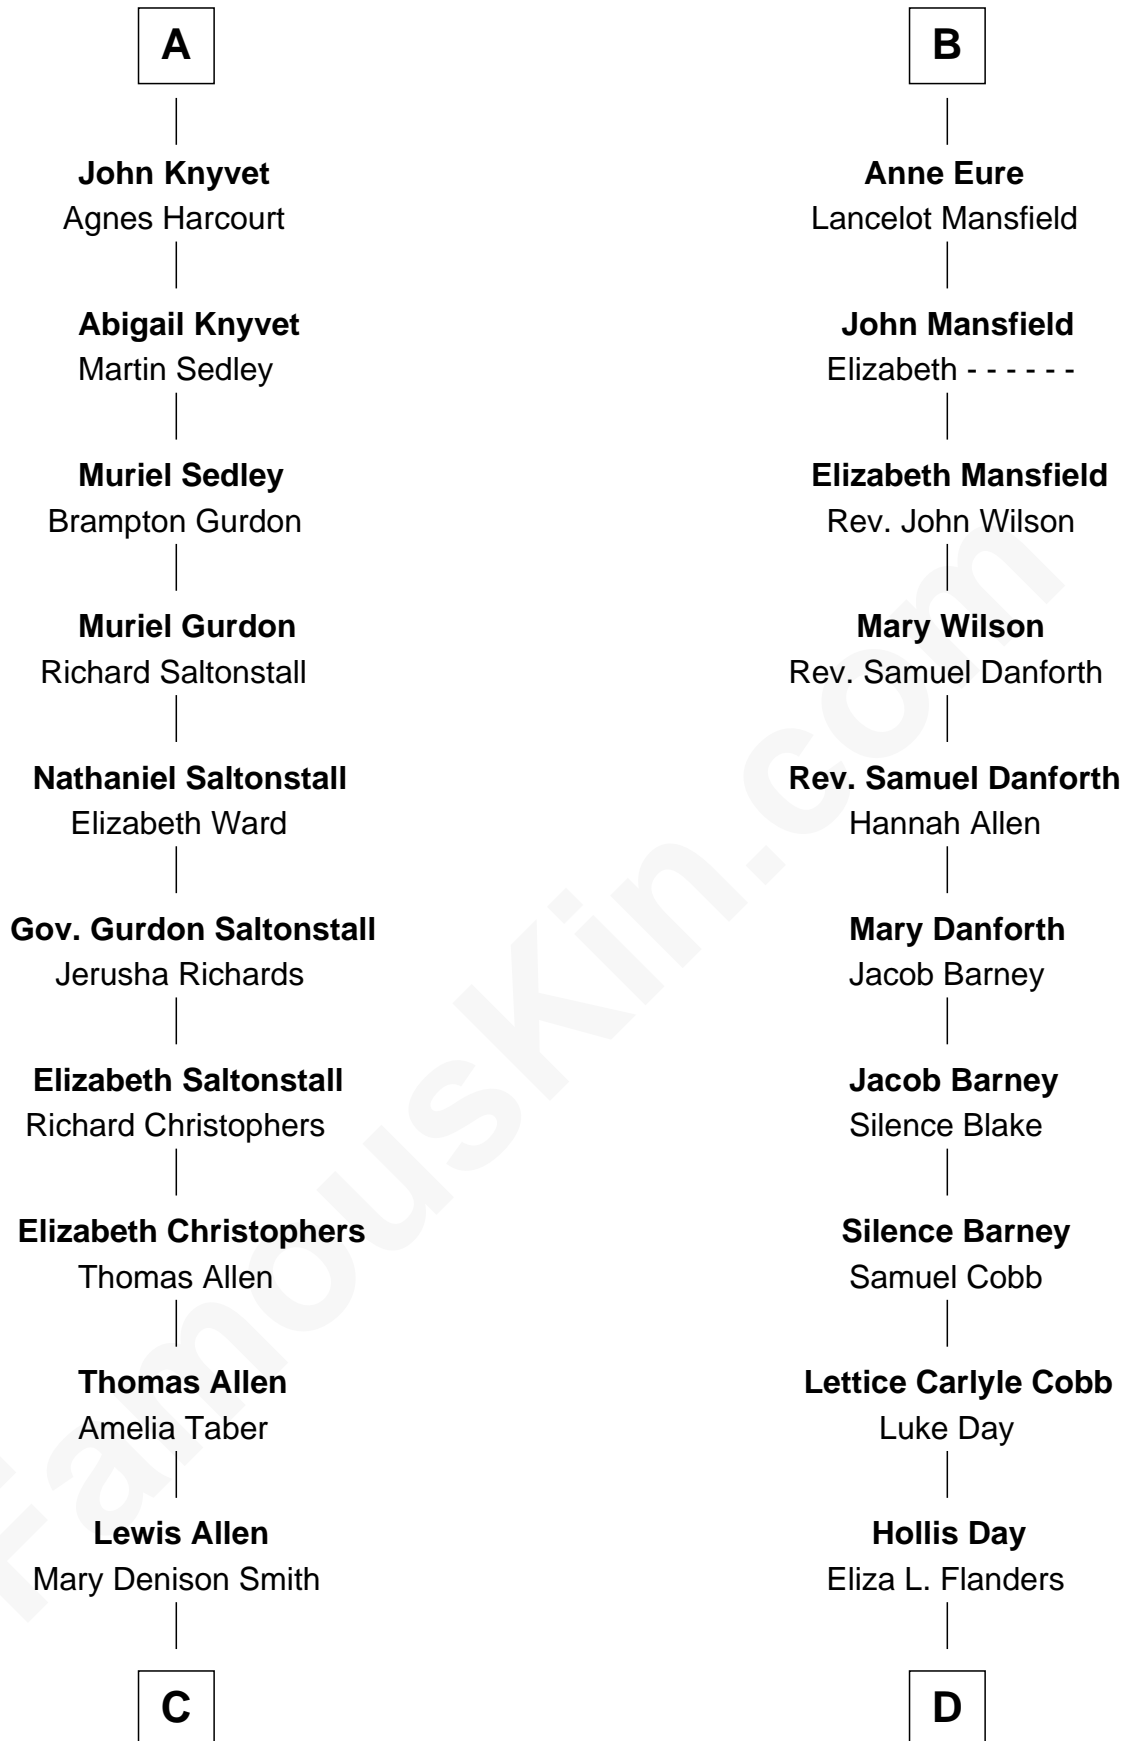 A
John Knyvet
Agnes Harcourt
Abigail Knyvet
Martin Sedley
Muriel Sedley
Brampton Gurdon
Muriel Gurdon
Richard Saltonstall
Nathaniel Saltonstall
Elizabeth Ward
Gov. Gurdon Saltonstall
Jerusha Richards
Elizabeth Saltonstall
Richard Christophers
Elizabeth Christophers
Thomas Allen
Thomas Allen
Amelia Taber
Lewis Allen
Mary Denison Smith
C
B
Anne Eure
Lancelot Mansfield
John Mansfield
Elizabeth - - - - - -
Elizabeth Mansfield
Rev. John Wilson
Mary Wilson
Rev. Samuel Danforth
Rev. Samuel Danforth
Hannah Allen
Mary Danforth
Jacob Barney
Jacob Barney
Silence Blake
Silence Barney
Samuel Cobb
Lettice Carlyle Cobb
Luke Day
Hollis Day
Eliza L. Flanders
D
FamousKin.com